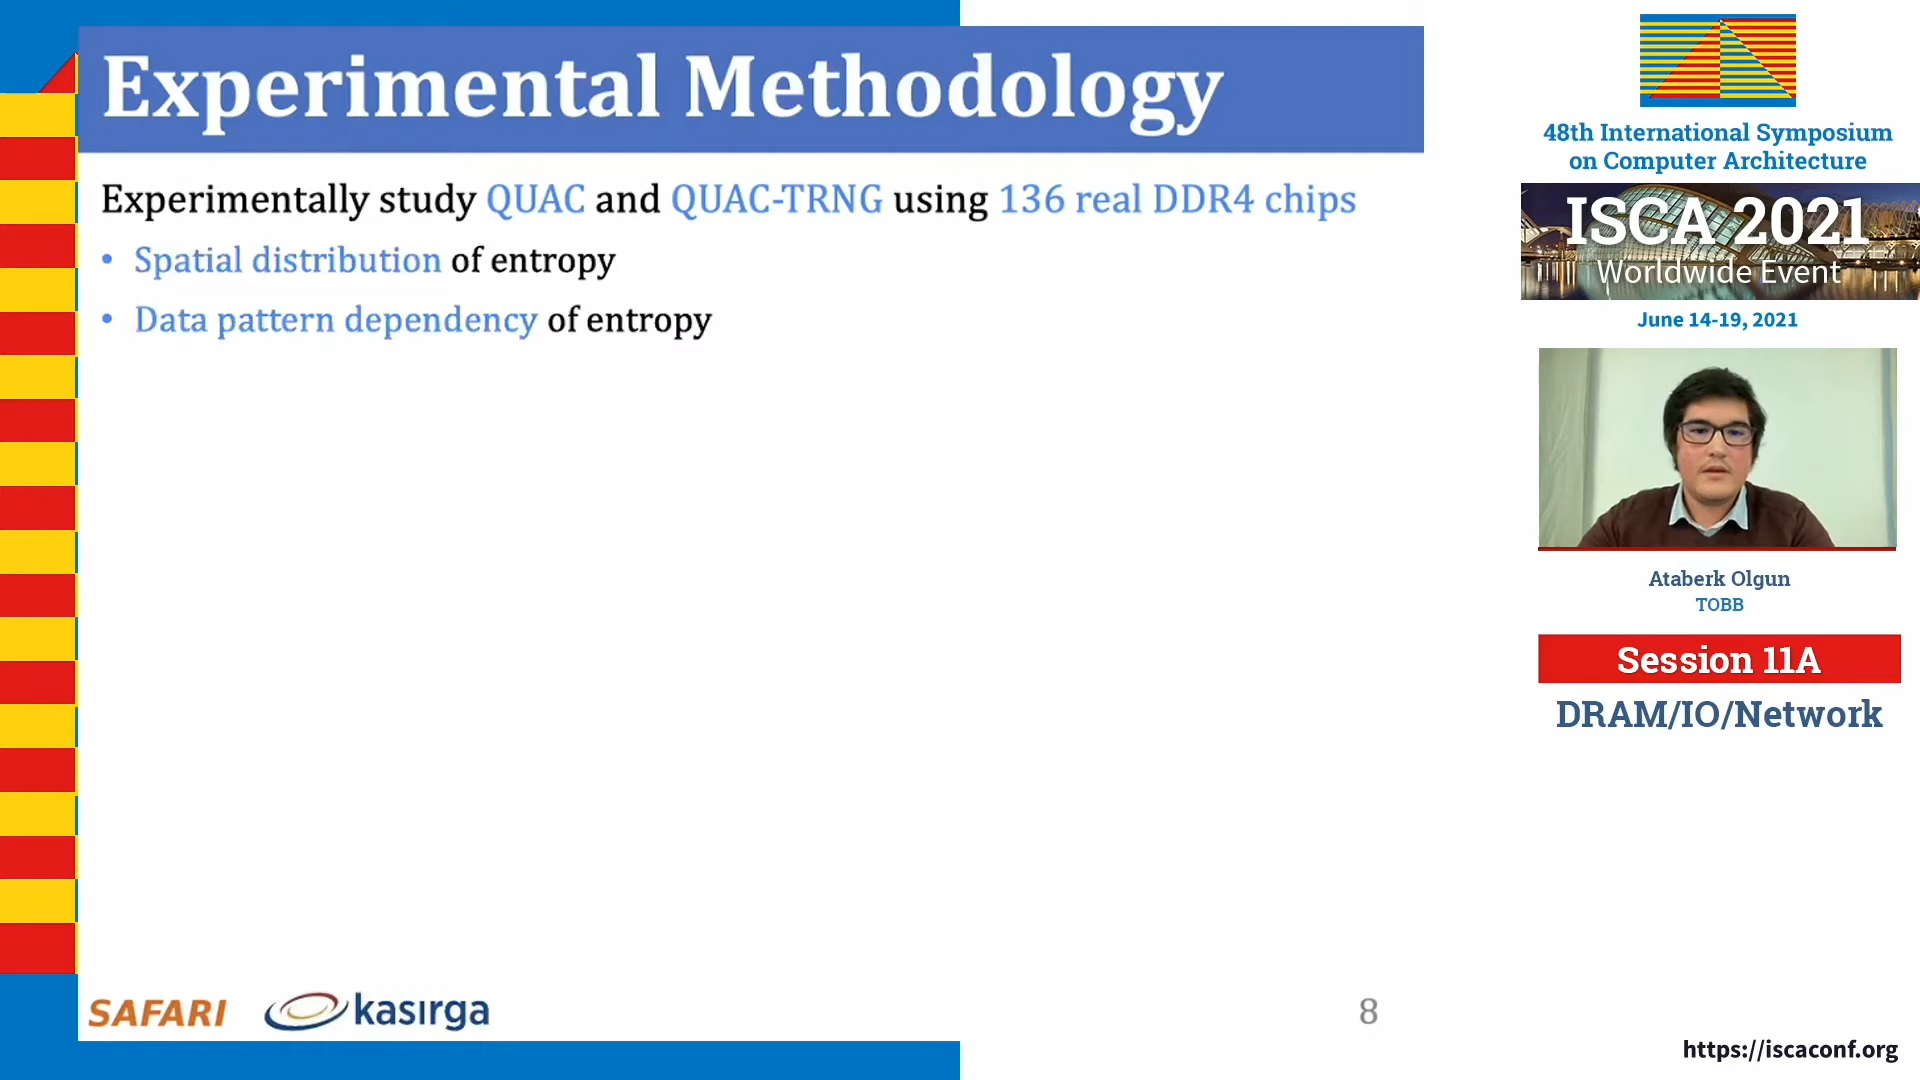 Experimental Methodology
Experimentally study QUAC and QUAC-TRNG using 136 real DDR4 chips
• Spatial distribution of entropy
• Data pattern dependency of entropy
SAFARI
kasırga
8
48th International Symposium
on Computer Architecture
ISCA 2021
Worldwide Event
June 14-19, 2021
Ataberk Olgun
TOBB
Session 11A
DRAM/IO/Network
https://iscaconf.org